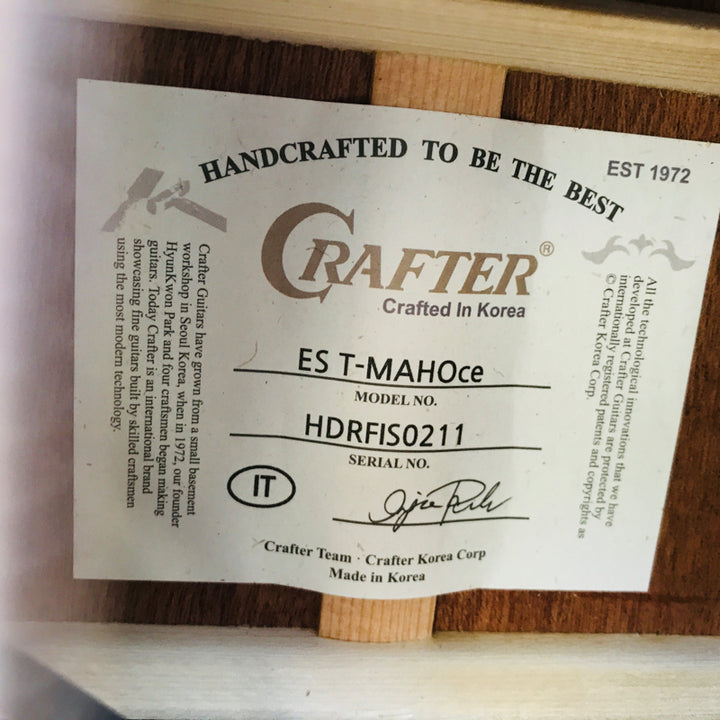 HANDCRAFTED TO BE THE BEST
EST 1972
CRAFTER®
Crafted In Korea
ES T-MAHOce
MODEL NO.
HDRFIS0211
SERIAL NO.
IT
Crafter Team · Crafter Korea Corp
Made in Korea
Crafter Guitars have grown from a small basement
workshop in Seoul Korea, when in 1972, our founder
HyunKwon Park and four craftsmen began making
guitars. Today Crafter is an international brand
showcasing fine guitars built by skilled craftsmen
using the most modern technology.
All the technological innovations that we have
developed at Crafter Guitars are protected by
internationally registered patents and copyrights as
© Crafter Korea Corp.